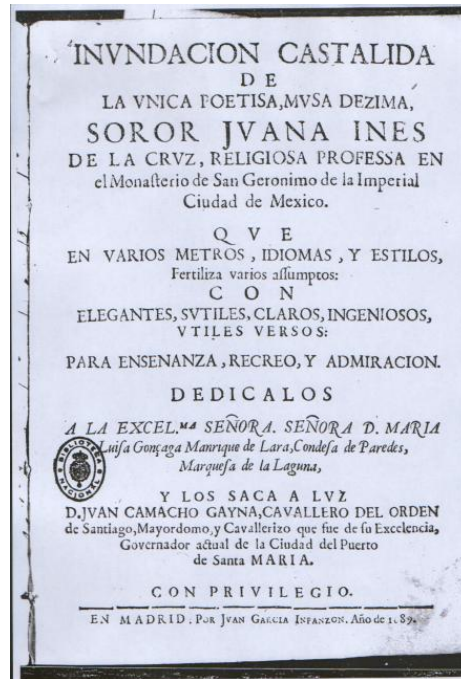 INVNDACION CASTALIDA
DE
LA VNICA POETISA, MVSA DEZIMA,
SOROR JVANA INES
DE LA CRVZ, RELIGIOSA PROFESSA EN
el Monaſterio de San Geronimo de la Imperial
Ciudad de Mexico.
QVE
EN VARIOS METROS, IDIOMAS, Y ESTILOS,
Fertiliza varios aſſumptos:
CON
ELEGANTES, SVTILES, CLAROS, INGENIOSOS,
VTILES VERSOS:
PARA ENSENANZA, RECREO, Y ADMIRACION.
DEDICALOS
A LA EXCEL.MA SEÑORA. SEÑORA D. MARIA
Luiſa Gonçaga Manrique de Lara, Condeſa de Paredes,
Marqueſa de la Laguna,
Y LOS SACA A LVZ
D. JVAN CAMACHO GAYNA, CAVALLERO DEL ORDEN
de Santiago, Mayordomo, y Cavallerizo que fue de ſu Excelencia,
Governador actual de la Ciudad del Puerto
de Santa MARIA.
CON PRIVILEGIO.
EN MADRID: POR JVAN GARCIA INFANZON. Año de 1689.
BIBLIOTECA NACIONAL